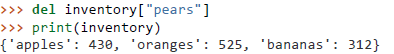 >>> del inventory["pears"]
>>> print(inventory)
{'apples': 430, 'oranges': 525, 'bananas': 312}